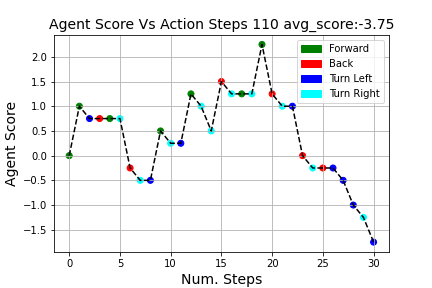 Agent Score Vs Action Steps 110 avg_score:-3.75
Agent Score
2.0
1.5
1.0
0.5
0.0
−0.5
−1.0
−1.5
Forward
Back
Turn Left
Turn Right
0 5 10 15 20 25 30
Num. Steps